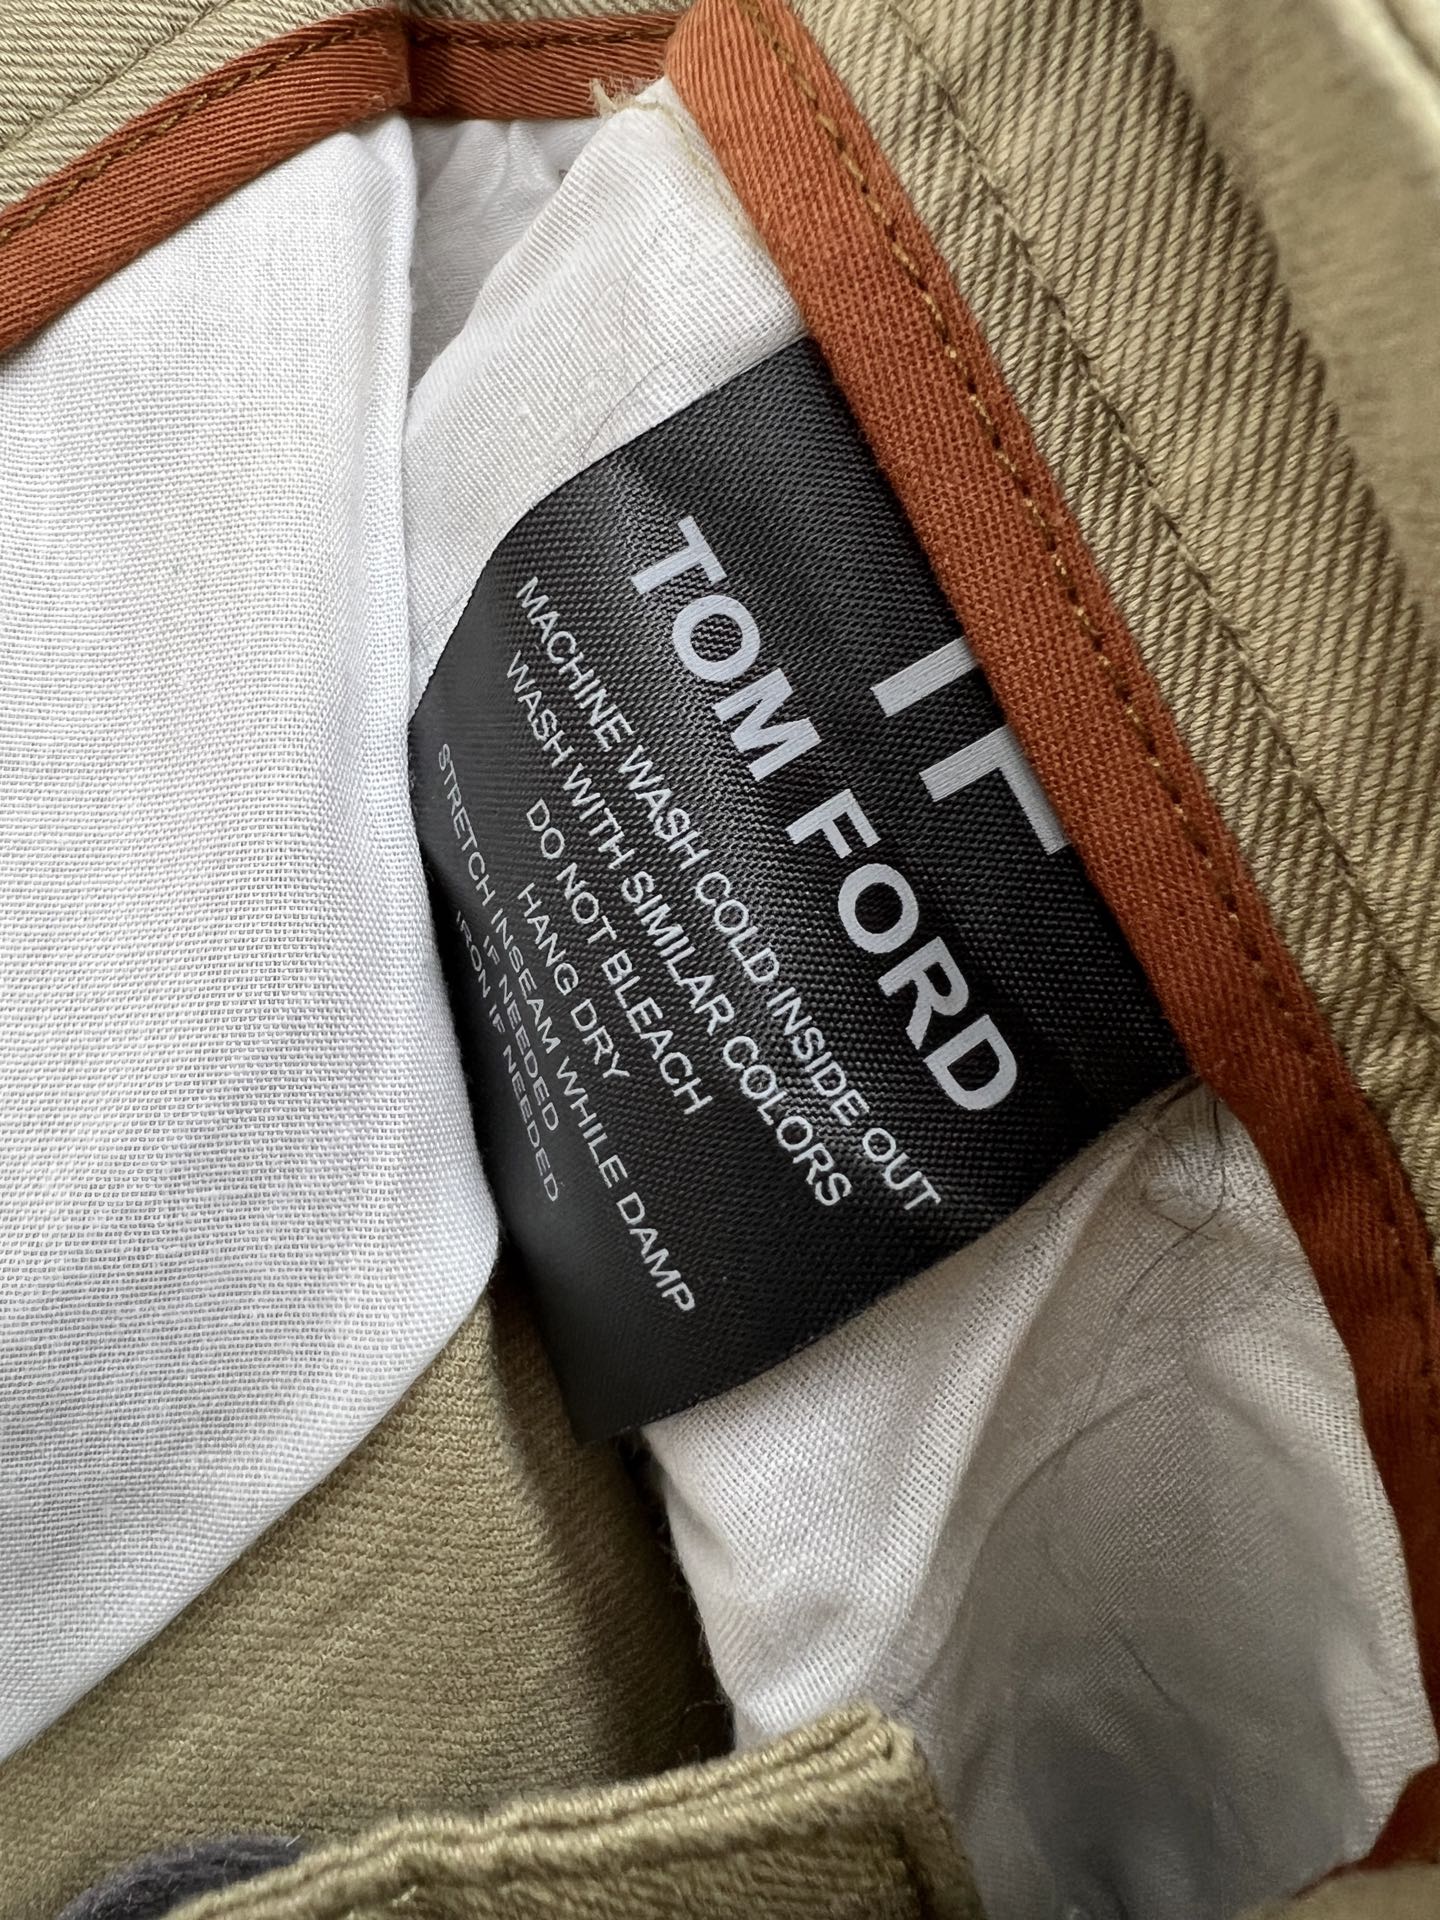 TF
TOM FORD
MACHINE WASH COLD INSIDE OUT
WASH WITH SIMILAR COLORS
DO NOT BLEACH
HANG DRY
STRETCH INSEAM WHILE DAMP
IF NEEDED
IRON IF NEEDED